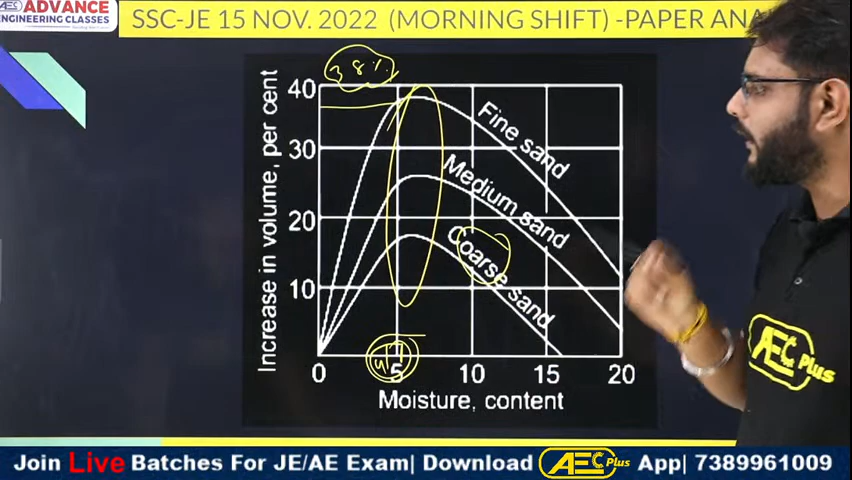 AEC ADVANCE
ENGINEERING CLASSES
SSC-JE 15 NOV. 2022 (MORNING SHIFT) -PAPER ANA
38%
Increase in volume, per cent
40
30
20
10
Fine sand
Medium sand
Coarse sand
0
5
10
15
20
Moisture, content
AEC Plus
Join Live Batches For JE/AE Exam| Download AEC Plus App| 7389961009